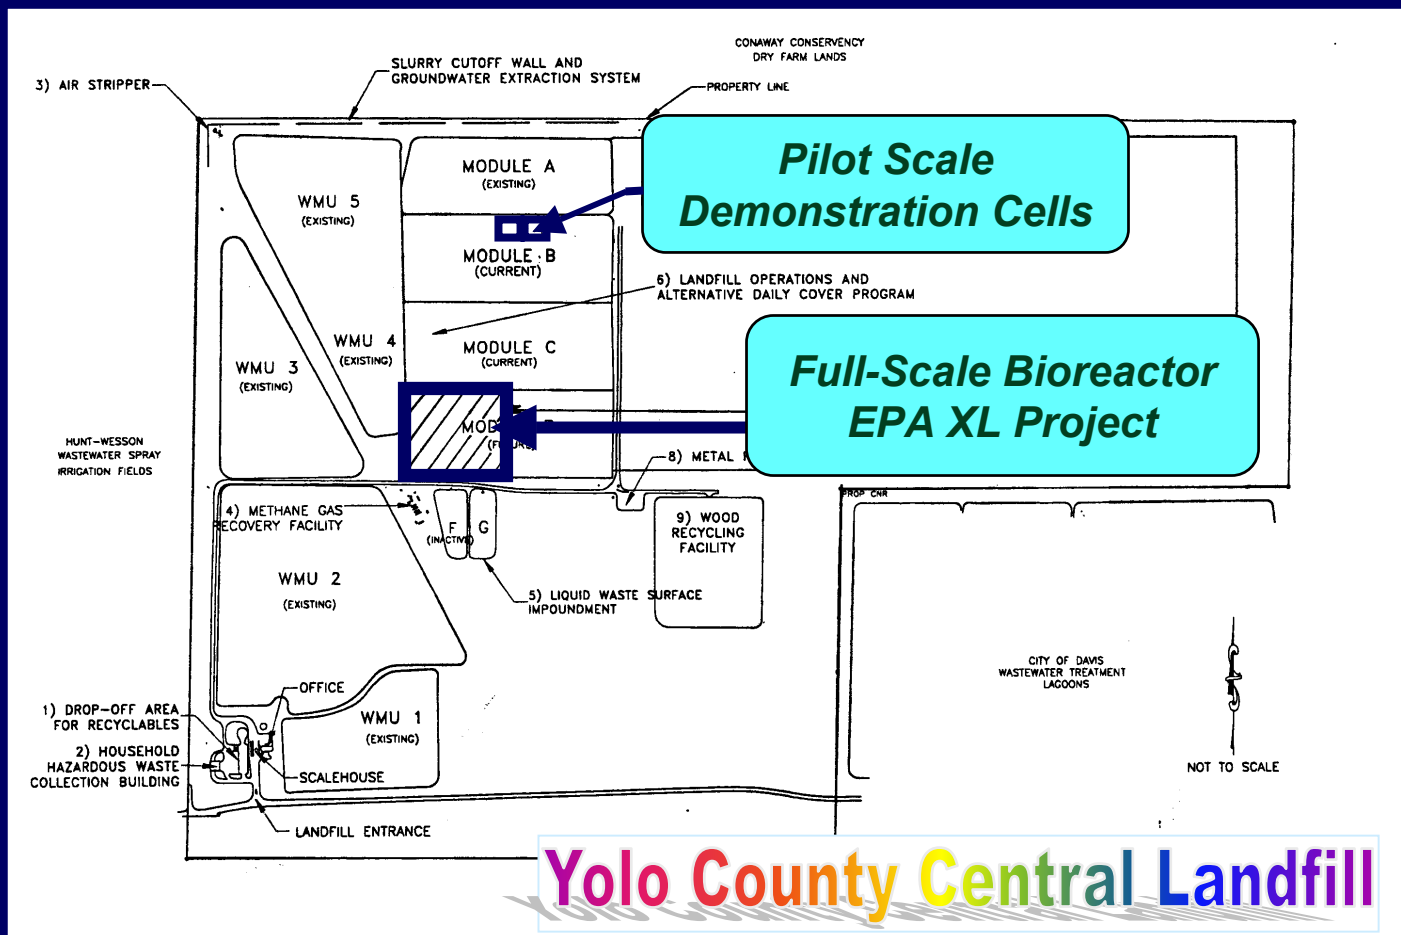 CONAWAY CONSERVENCY
DRY FARM LANDS
SLURRY CUTOFF WALL AND
GROUNDWATER EXTRACTION SYSTEM
3) AIR STRIPPER
PROPERTY LINE
Pilot Scale
Demonstration Cells
MODULE A
(EXISTING)
WMU 5
(EXISTING)
MODULE B
(CURRENT)
6) LANDFILL OPERATIONS AND
ALTERNATIVE DAILY COVER PROGRAM
WMU 4
(EXISTING)
MODULE C
(CURRENT)
WMU 3
(EXISTING)
Full-Scale Bioreactor
EPA XL Project
HUNT-WESSON
WASTEWATER SPRAY
IRRIGATION FIELDS
8) METAL
PROP CNR
4) METHANE GAS
RECOVERY FACILITY
F
(INACTIVE)
G
9) WOOD
RECYCLING
FACILITY
WMU 2
(EXISTING)
5) LIQUID WASTE SURFACE
IMPOUNDMENT
CITY OF DAVIS
WASTEWATER TREATMENT
LAGOONS
OFFICE
1) DROP-OFF AREA
FOR RECYCLABLES
WMU 1
(EXISTING)
2) HOUSEHOLD
HAZARDOUS WASTE
COLLECTION BUILDING
SCALEHOUSE
NOT TO SCALE
LANDFILL ENTRANCE
Yolo County Central Landfill